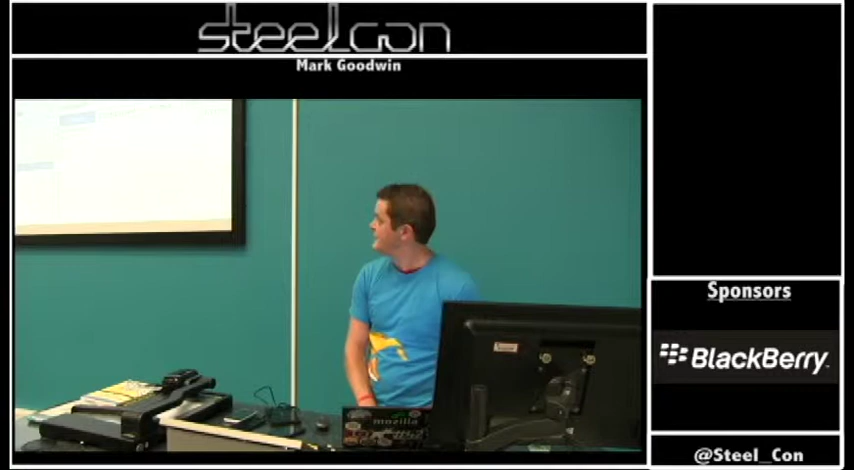 steelcon
Mark Goodwin
mozilla
Sponsors
BlackBerry
@Steel_Con